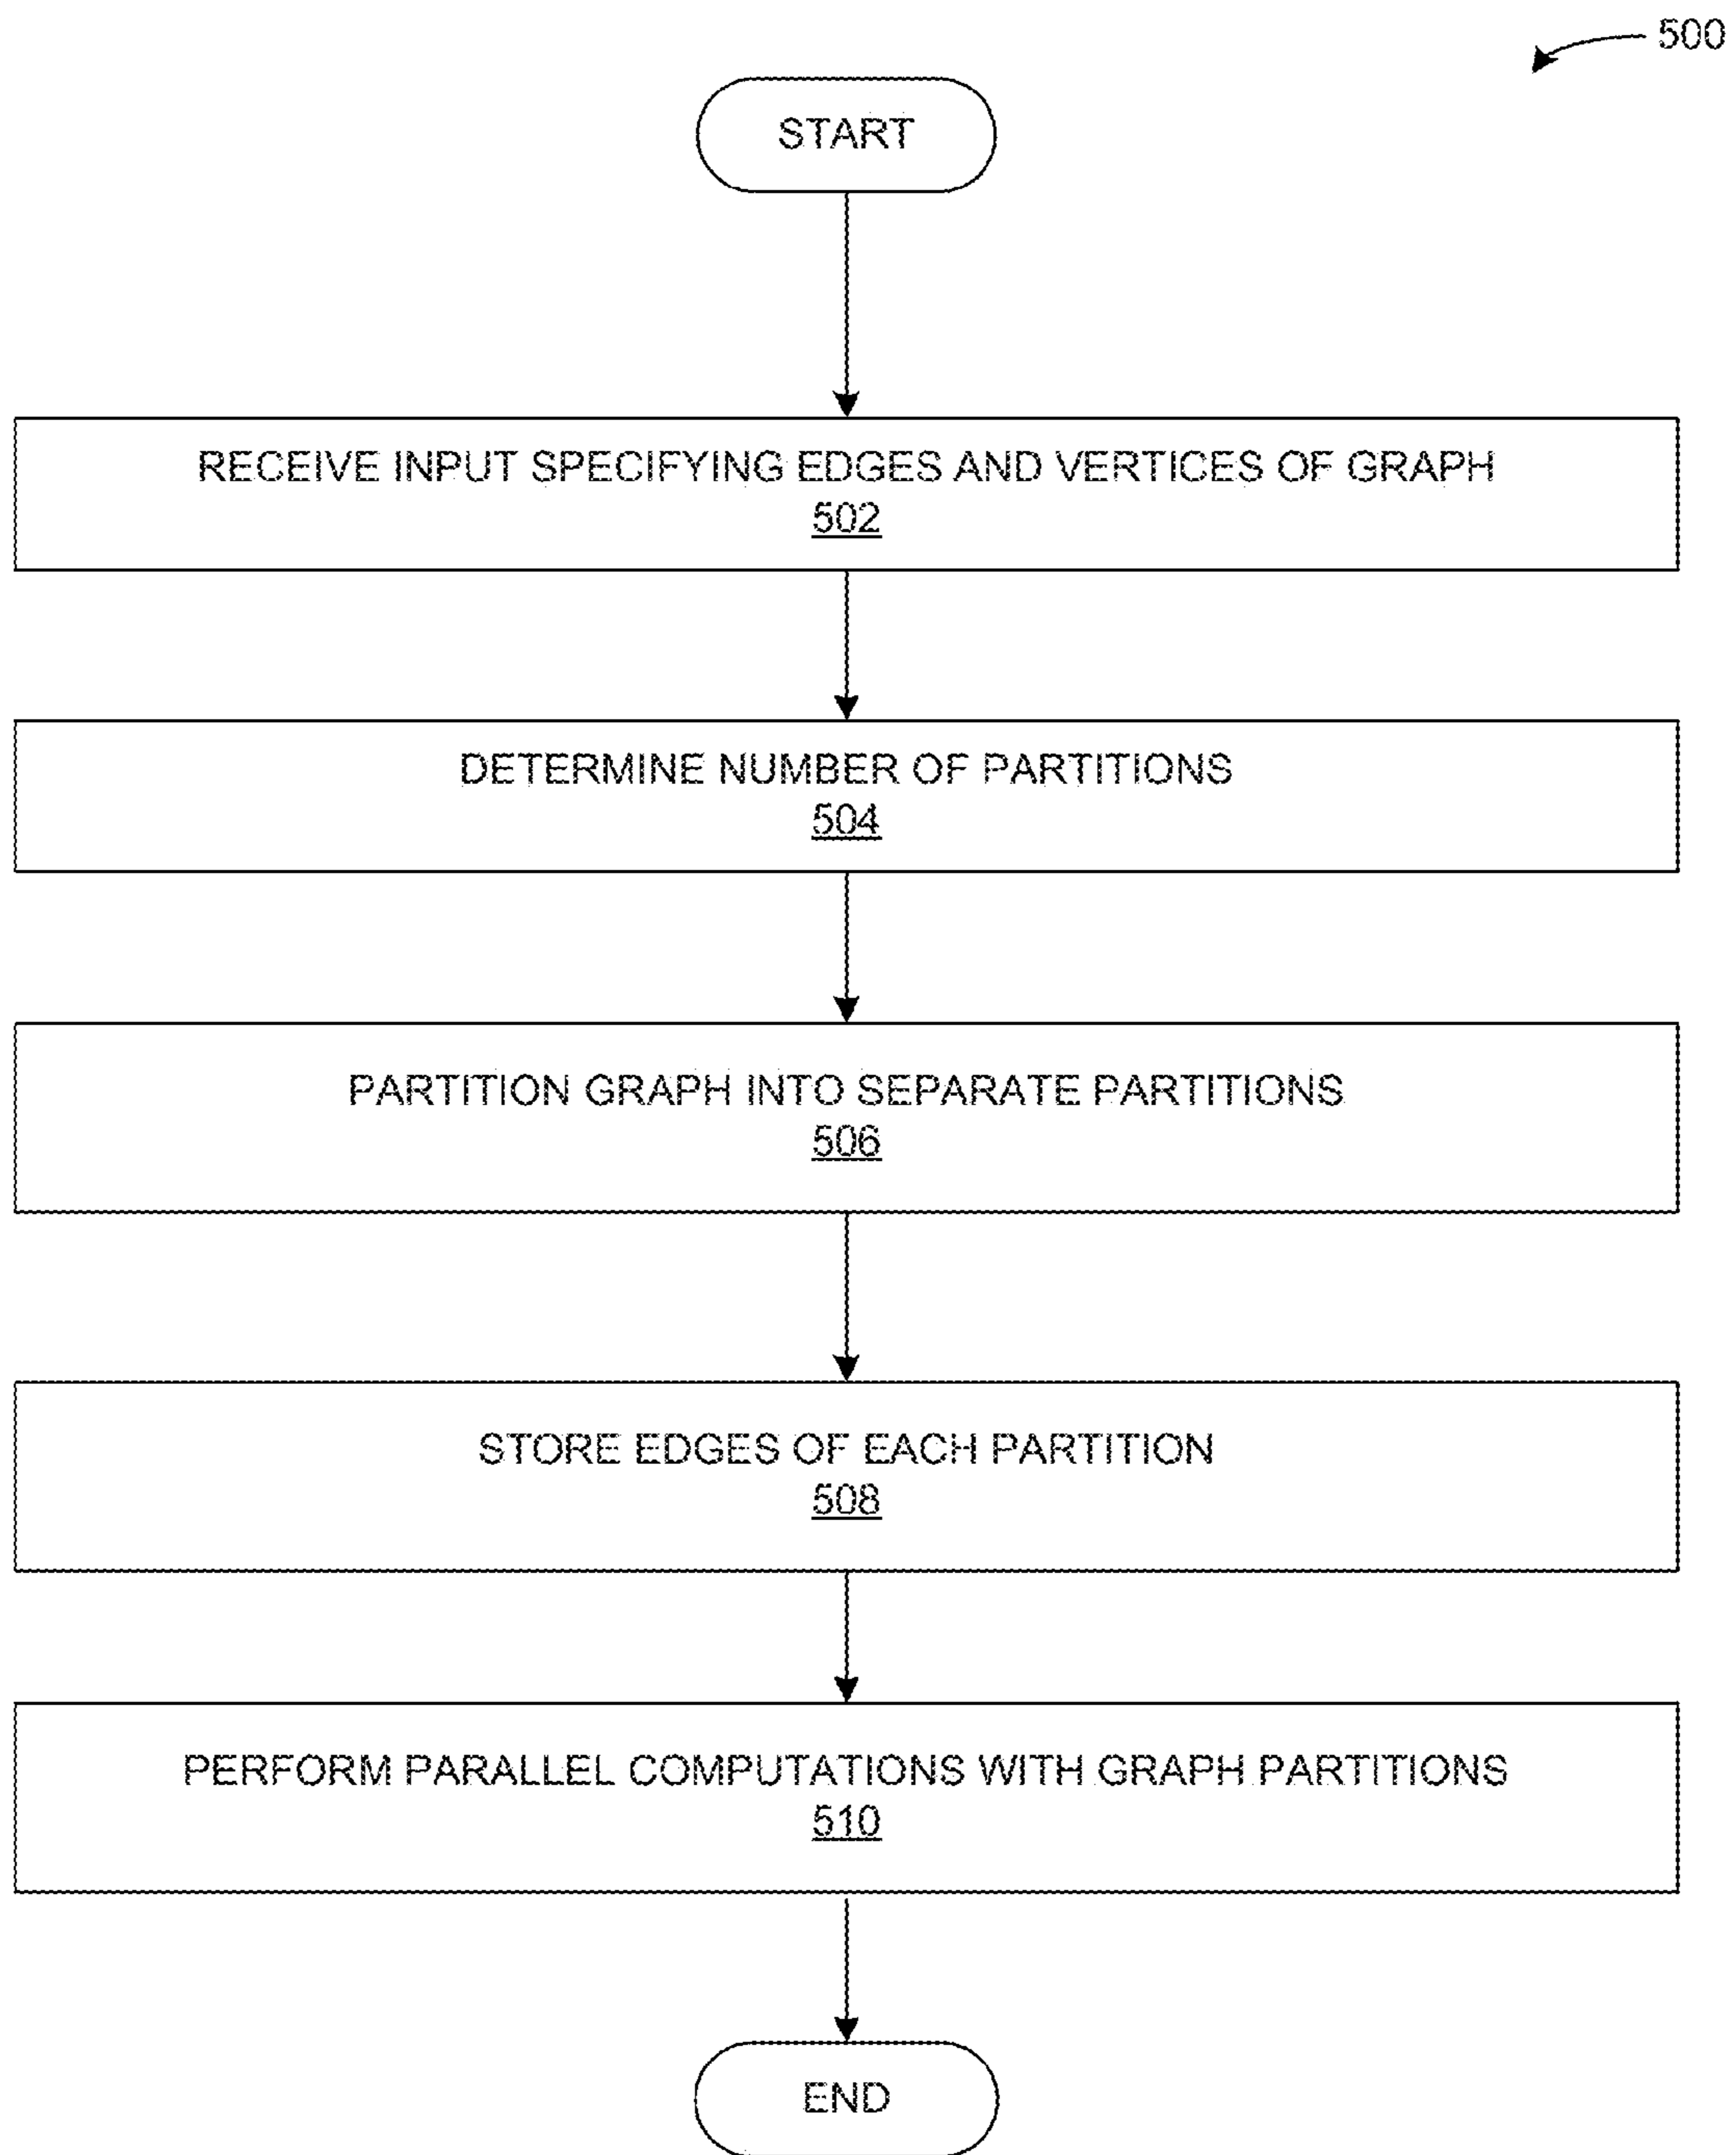 500
START
RECEIVE INPUT SPECIFYING EDGES AND VERTICES OF GRAPH
502
DETERMINE NUMBER OF PARTITIONS
504
PARTITION GRAPH INTO SEPARATE PARTITIONS
506
STORE EDGES OF EACH PARTITION
508
PERFORM PARALLEL COMPUTATIONS WITH GRAPH PARTITIONS
510
END